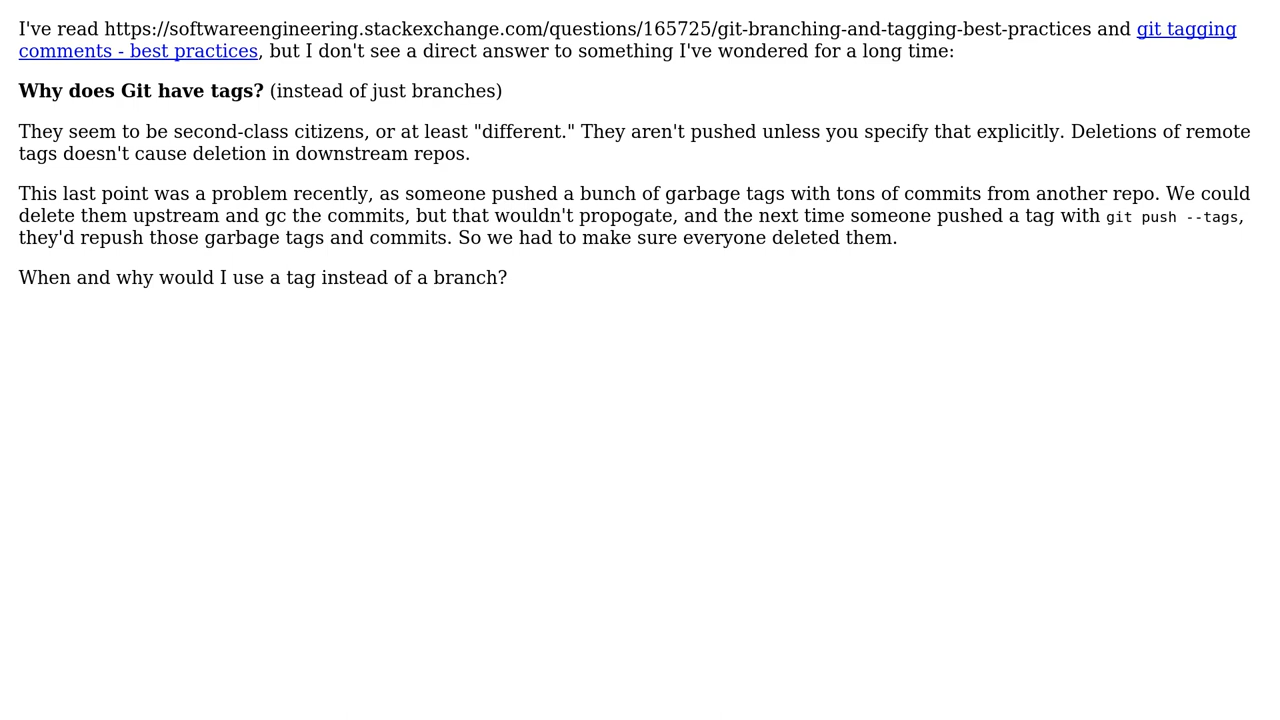 I've read https://softwareengineering.stackexchange.com/questions/165725/git-branching-and-tagging-best-practices and git tagging
comments - best practices, but I don't see a direct answer to something I've wondered for a long time:
Why does Git have tags? (instead of just branches)
They seem to be second-class citizens, or at least "different." They aren't pushed unless you specify that explicitly. Deletions of remote
tags doesn't cause deletion in downstream repos.
This last point was a problem recently, as someone pushed a bunch of garbage tags with tons of commits from another repo. We could
delete them upstream and gc the commits, but that wouldn't propogate, and the next time someone pushed a tag with git push --tags,
they'd repush those garbage tags and commits. So we had to make sure everyone deleted them.
When and why would I use a tag instead of a branch?